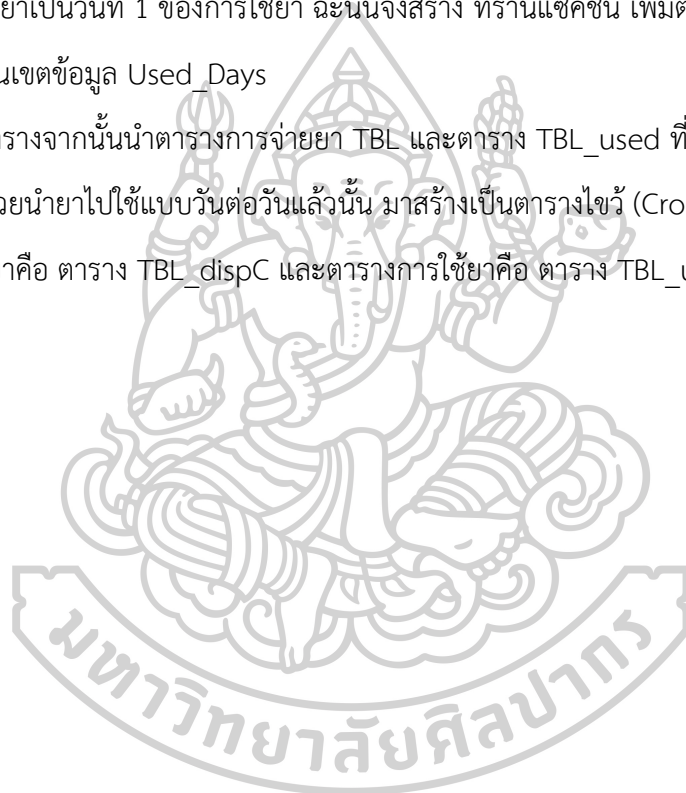 ยาเป็นวันที่ 1 ของการใช้ยา ฉะนั้นจึงสร้าง ทรานแซคชัน เพิ่มต
นเขตข้อมูล Used_Days
ารางจากนั้นนำตารางการจ่ายยา TBL และตาราง TBL_used ที่
วยนำยาไปใช้แบบวันต่อวันแล้วนั้น มาสร้างเป็นตารางไขว้ (Cro
าคือ ตาราง TBL_dispC และตารางการใช้ยาคือ ตาราง TBL_u
มหาวิทยาลัยศิลปากร